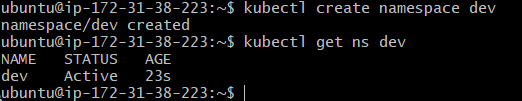 ubuntu@ip-172-31-38-223:~$ kubectl create namespace dev
namespace/dev created
ubuntu@ip-172-31-38-223:~$ kubectl get ns dev
NAME   STATUS   AGE
dev    Active   23s
ubuntu@ip-172-31-38-223:~$